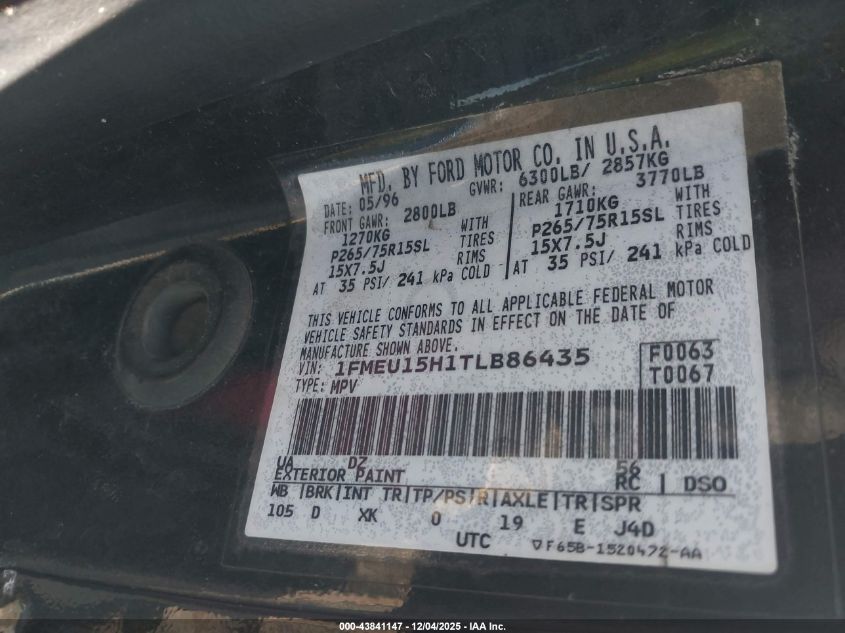 MFD. BY FORD MOTOR CO. IN U.S.A.
DATE: 05/96 GVWR: 6300LB/ 2857KG
FRONT GAWR: 2800LB REAR GAWR: 3770LB
1270KG WITH 1710KG WITH
P265/75R15SL TIRES P265/75R15SL TIRES
15X7.5J RIMS 15X7.5J RIMS
AT 35 PSI/ 241 kPa COLD AT 35 PSI/ 241 kPa COLD
THIS VEHICLE CONFORMS TO ALL APPLICABLE FEDERAL MOTOR
VEHICLE SAFETY STANDARDS IN EFFECT ON THE DATE OF
MANUFACTURE SHOWN ABOVE.
VIN: 1FMEU15H1TLB86435 F0063
TYPE: MPV T0067
UA DZ 56
EXTERIOR PAINT RC DSO
WB BRK INT TR TP/PS R AXLE TR SPR
105 D XK 0 19 E J4D
UTC ▽F65B-1520472-AA
000-43841147 - 12/04/2025 - IAA Inc.